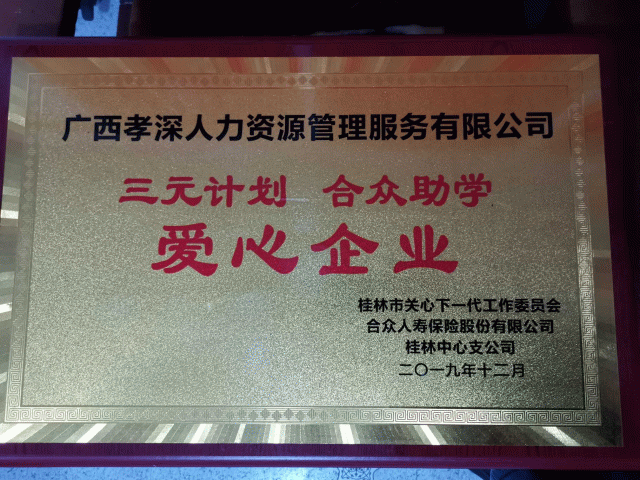 广西孝深人力资源管理服务有限公司
三元计划 合众助学
爱心企业
桂林市关心下一代工作委员会
合众人寿保险股份有限公司
桂林中心支公司
二〇一九年十二月